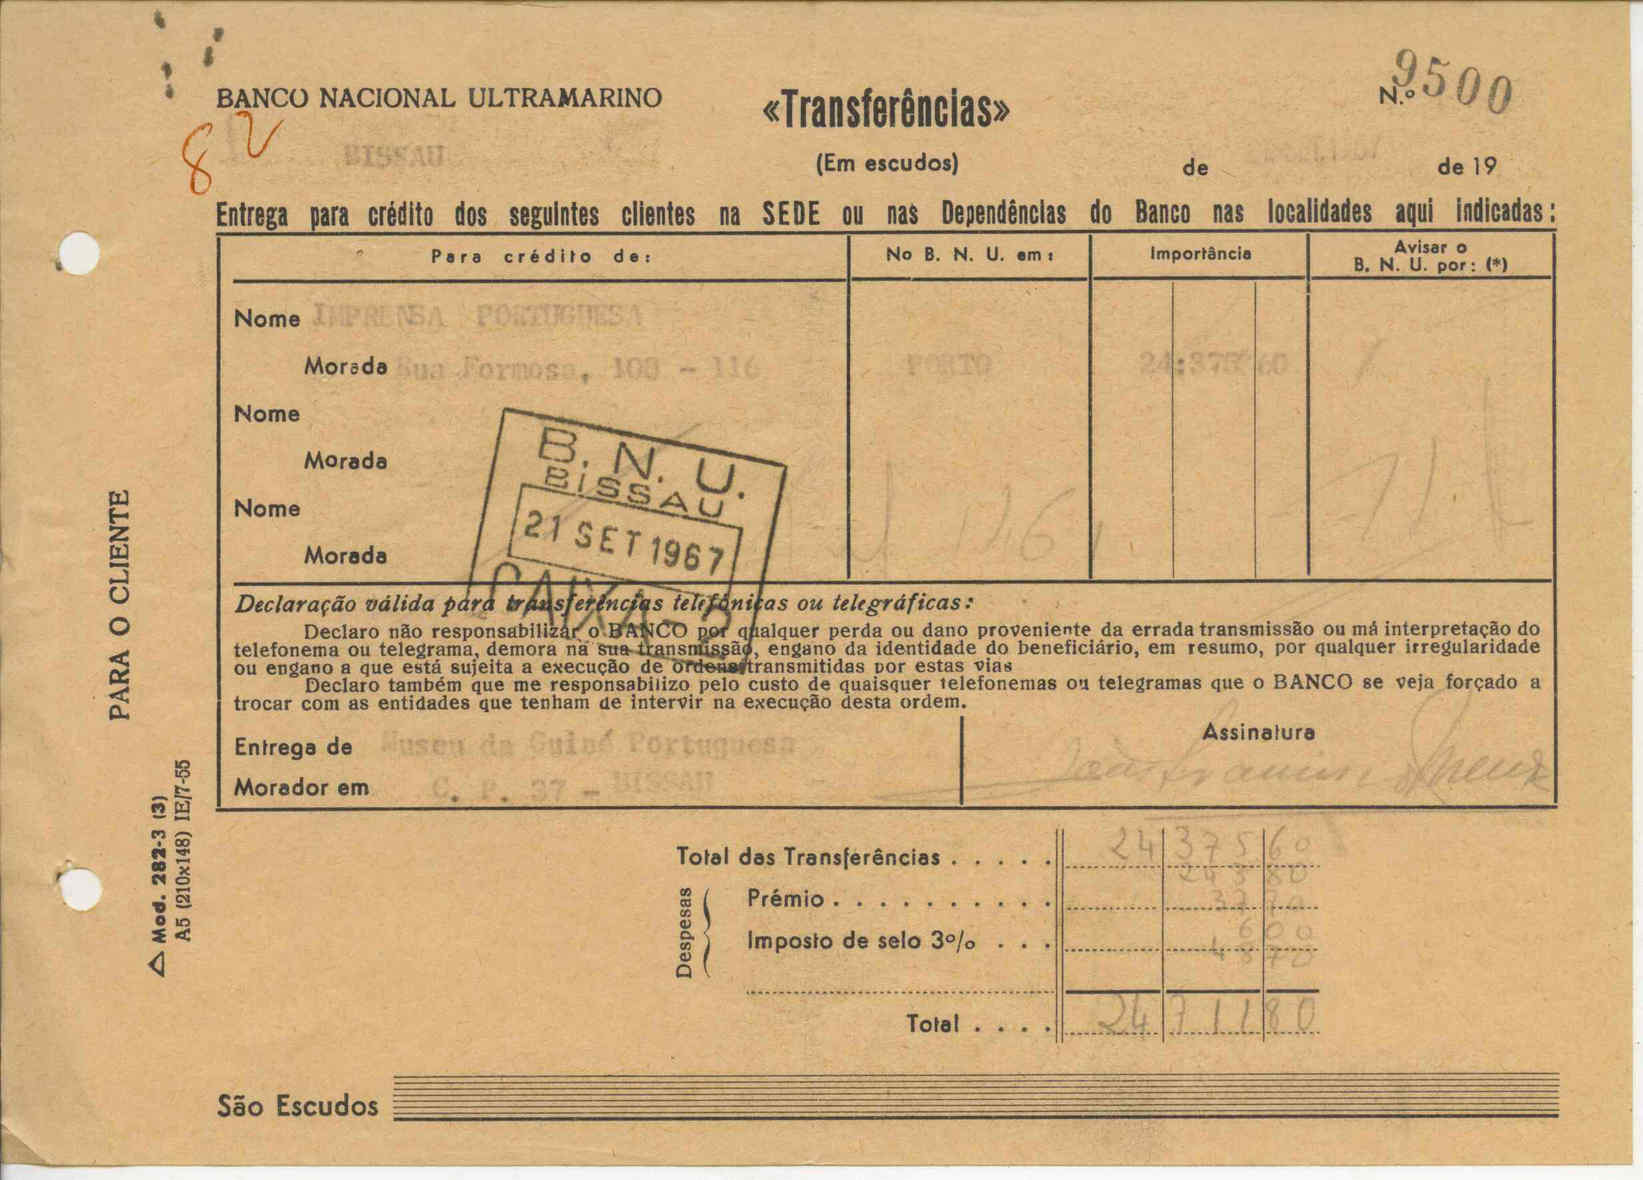 BANCO NACIONAL ULTRAMARINO
«Transferências»
N.º 9500
82
BISSAU
(Em escudos)
de
de 19
Entrega para crédito dos seguintes clientes na SEDE ou nas Dependências do Banco nas localidades aqui indicadas:
Para crédito de:
No B. N. U. em:
Importância
Avisar o
B. N. U. por: (*)
Nome IMPRENSA PORTUGUESA
Morada Rua Formosa, 108 - 116 PORTO 24:375 60
Nome
Morada
Nome
Morada
B. N. U.
BISSAU
21 SET 1967
CAIXA-3
Declaração válida para transferências telefónicas ou telegráficas:
Declaro não responsabilizar o BANCO por qualquer perda ou dano proveniente da errada transmissão ou má interpretação do
telefonema ou telegrama, demora na sua transmissão, engano da identidade do beneficiário, em resumo, por qualquer irregularidade
ou engano a que está sujeita a execução de ordens transmitidas por estas vias
Declaro também que me responsabilizo pelo custo de quaisquer telefonemas ou telegramas que o BANCO se veja forçado a
trocar com as entidades que tenham de intervir na execução desta ordem.
Entrega de Museu da Guiné Portuguesa
Morador em C. P. 37 - BISSAU
Assinatura
Total das Transferências . . . . . 24 375 60
243 80
Despesas
Prémio . . . . . . . . . .
Imposto de selo 3% . . . 6 00
Total . . . . 24 711 80
São Escudos
PARA O CLIENTE
Mod. 282-3 (3)
A5 (210x148) IE/7-55